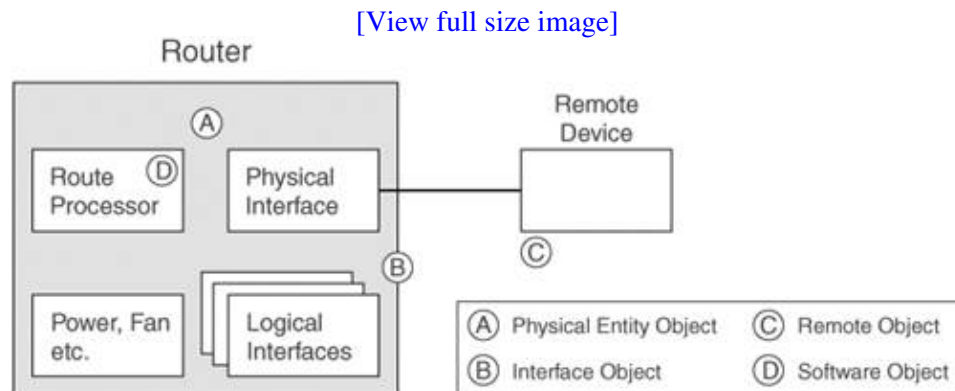 [View full size image]
Router
A
Remote
Device
Route
Processor
D
Physical
Interface
C
B
Power, Fan
etc.
Logical
Interfaces
A Physical Entity Object
C Remote Object
B Interface Object
D Software Object